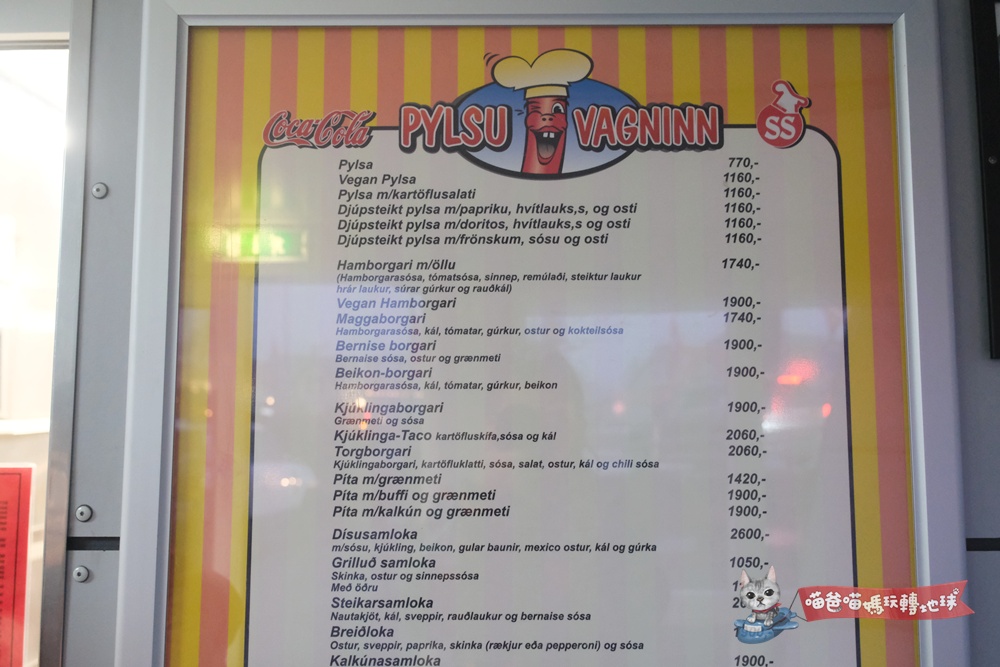 Coca-Cola PYLSU VAGNINN SS
Pylsa 770,-
Vegan Pylsa 1160,-
Pylsa m/kartöflusalati 1160,-
Djúpsteikt pylsa m/papriku, hvítlauks,s, og osti 1160,-
Djúpsteikt pylsa m/doritos, hvítlauks,s og osti 1160,-
Djúpsteikt pylsa m/frönskum, sósu og osti 1160,-
Hamborgari m/öllu 1740,-
(Hamborgarasósa, tómatsósa, sinnep, remúlaði, steiktur laukur
hrár laukur, súrar gúrkur og rauðkál)
Vegan Hamborgari 1900,-
Maggaborgari 1740,-
Hamborgarasósa, kál, tómatar, gúrkur, ostur og kokteilsósa
Bernise borgari 1900,-
Bernaise sósa, ostur og grænmeti
Beikon-borgari 1900,-
Hamborgarasósa, kál, tómatar, gúrkur, beikon
Kjúklingaborgari 1900,-
Grænmeti og sósa
Kjúklinga-Taco kartöfluskífa,sósa og kál 2060,-
Torgborgari 2060,-
Kjúklingaborgari, kartöfluklatti, sósa, salat, ostur, kál og chili sósa
Píta m/grænmeti 1420,-
Píta m/buffi og grænmeti 1900,-
Píta m/kalkún og grænmeti 1900,-
Dísusamloka 2600,-
m/sósu, kjúkling, beikon, gular baunir, mexico ostur, kál og gúrka
Grilluð samloka 1050,-
Skinka, ostur og sinnepssósa
Með öðru
Steikarsamloka
Nautakjöt, kál, sveppir, rauðlaukur og bernaise sósa
Breiðloka
Ostur, sveppir, paprika, skinka (rækjur eða pepperoni) og sósa
Kalkúnasamloka 1900,-
喵爸喵媽玩轉地球